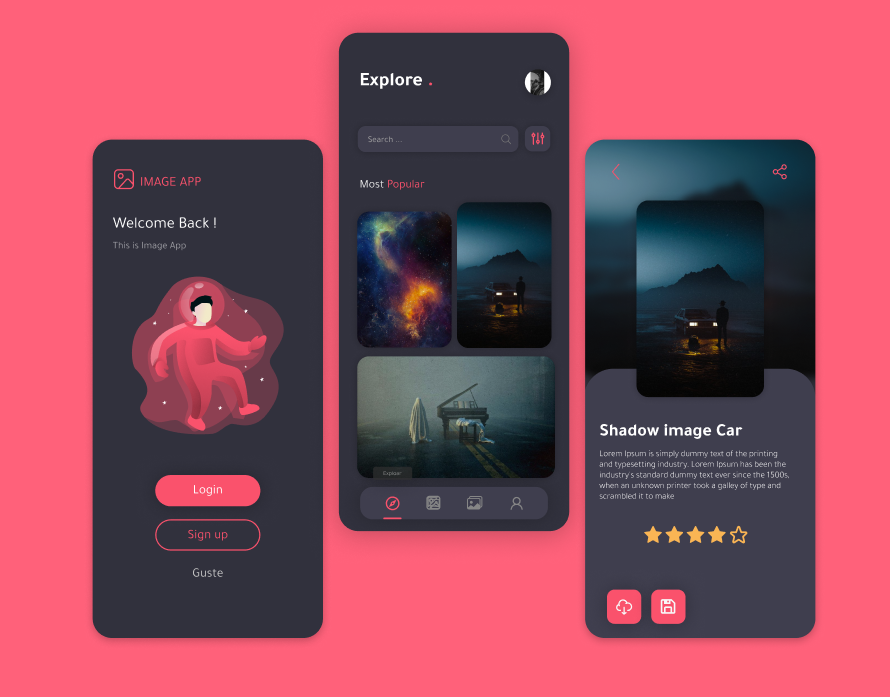 IMAGE APP
Welcome Back !
This is Image App
Login
Sign up
Guste
Explore .
Search ...
Most Popular
Exploer
Shadow image Car
Lorem Ipsum is simply dummy text of the printing
and typesetting industry. Lorem Ipsum has been the
industry's standard dummy text ever since the 1500s,
when an unknown printer took a galley of type and
scrambled it to make